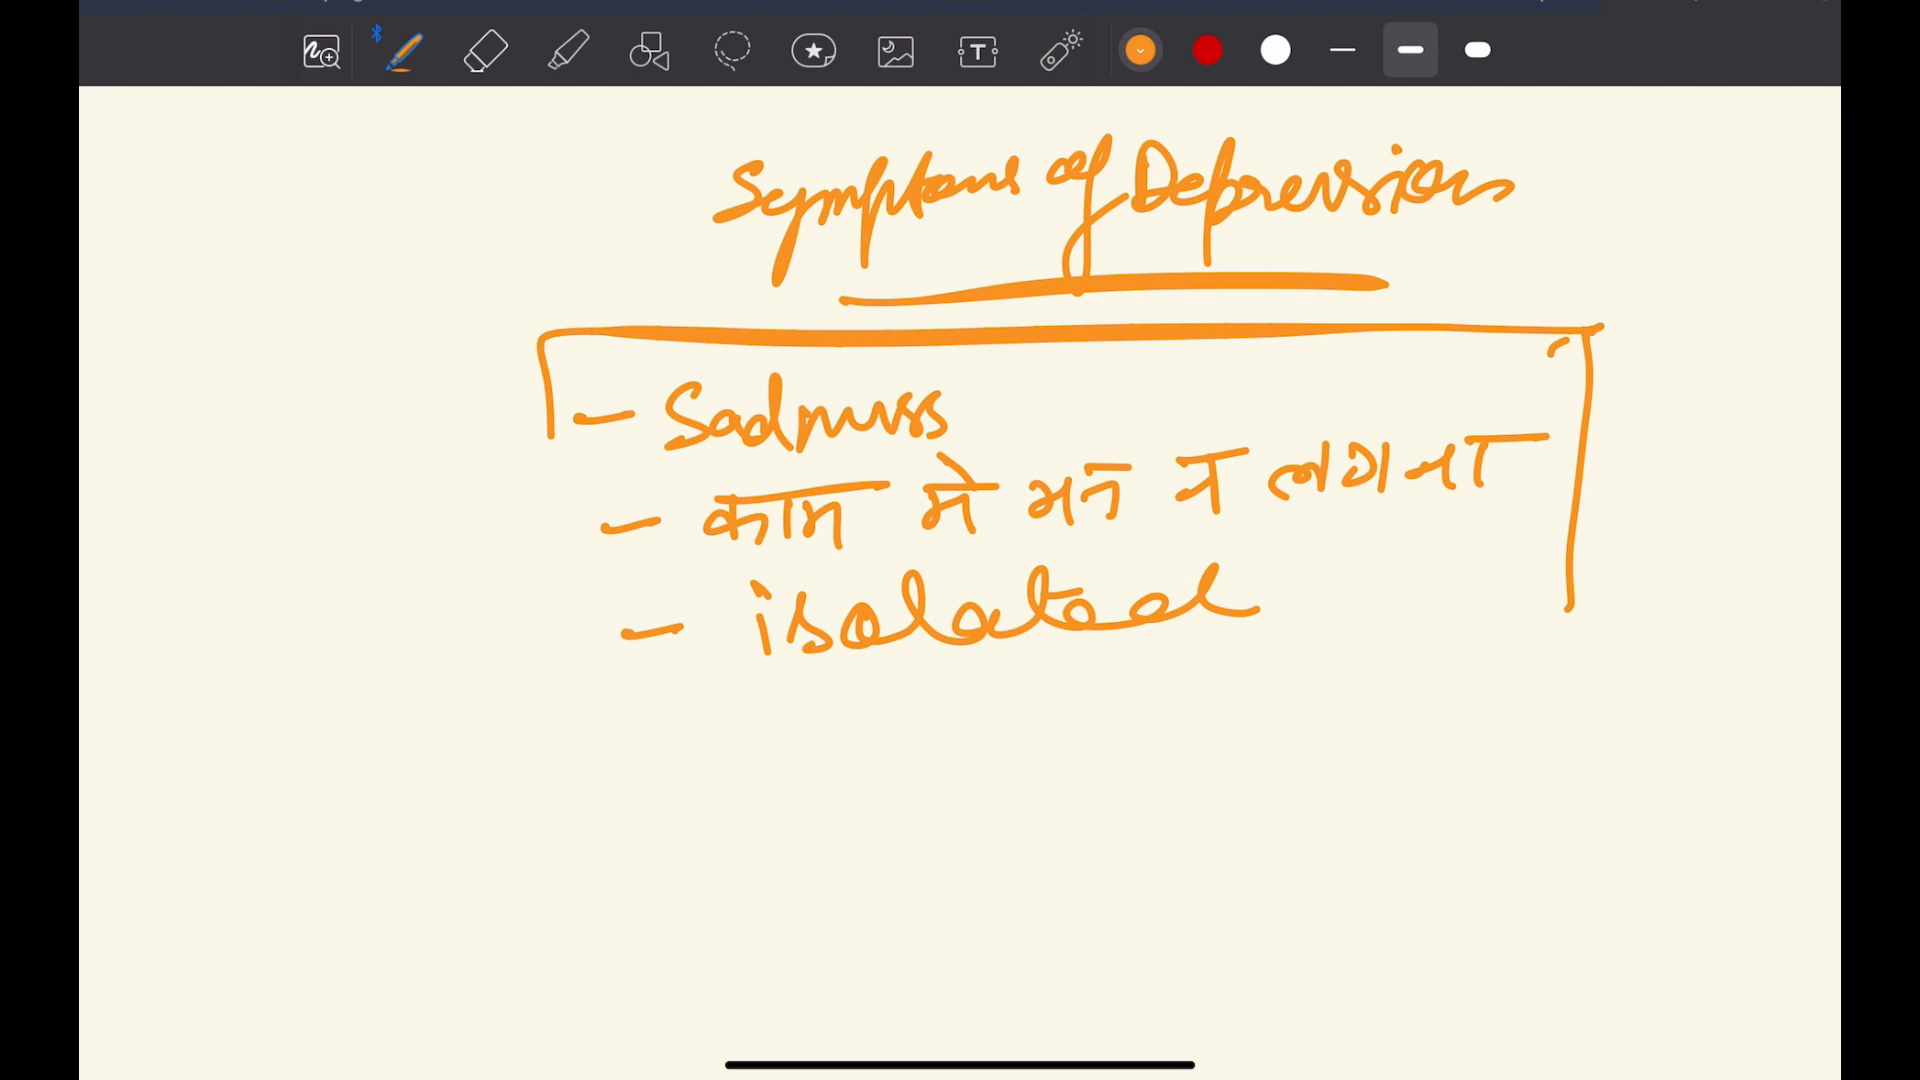 Symptoms of Depression
- Sadness
- काम मे मन न लगना
- isolated